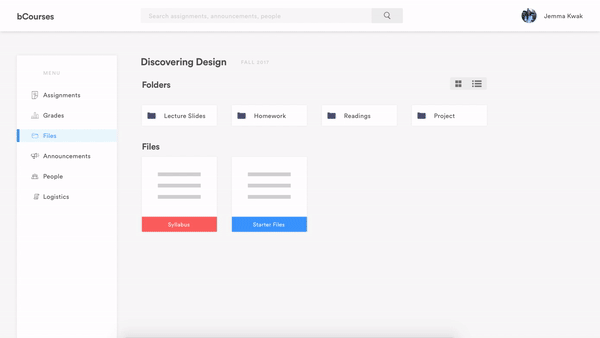 bCourses
Search assignments, announcements, people.
Jemma Kwak
MENU
Assignments
Grades
Files
Announcements
People
Logistics
Discovering Design FALL 2017
Folders
Lecture Slides
Homework
Readings
Project
Files
Syllabus
Starter Files